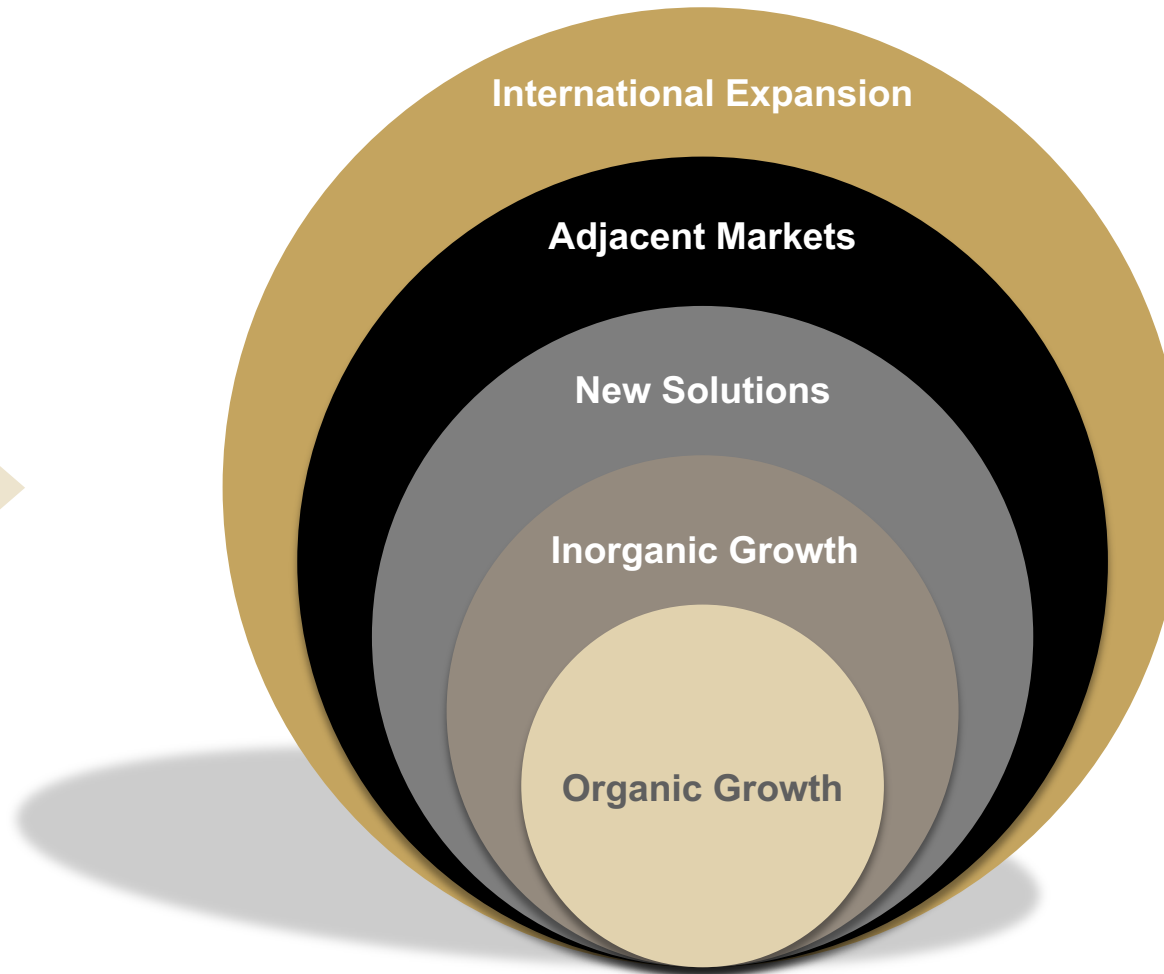 International Expansion
Adjacent Markets
New Solutions
Inorganic Growth
Organic Growth